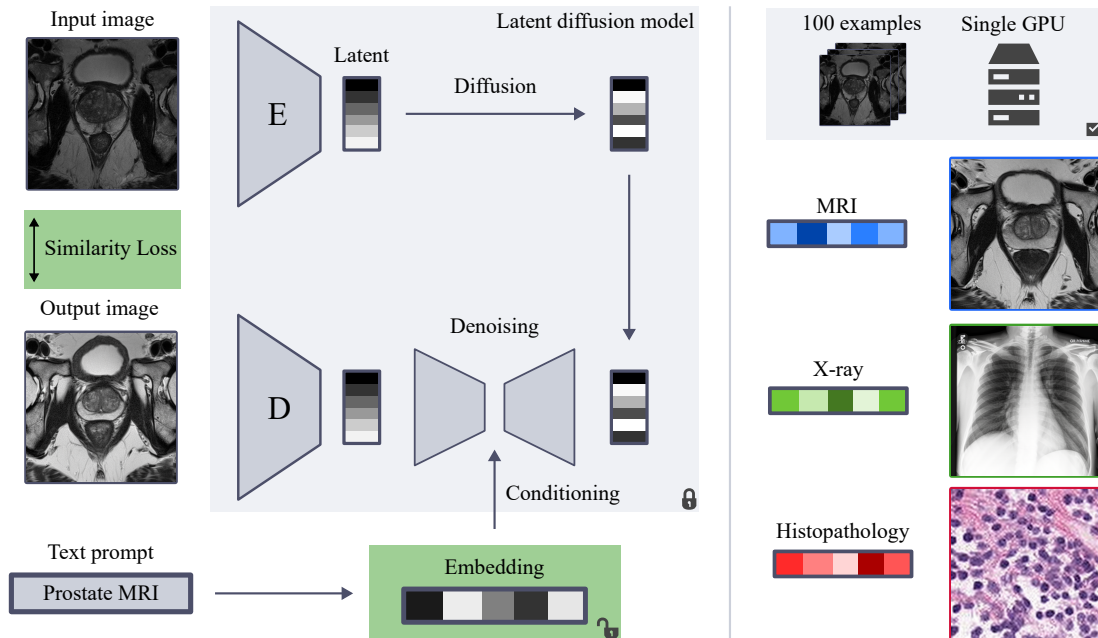 Input image
Similarity Loss
Output image
Text prompt
Prostate MRI
Latent diffusion model
E
Latent
Diffusion
D
Denoising
Conditioning
Embedding
100 examples
Single GPU
MRI
X-ray
Histopathology